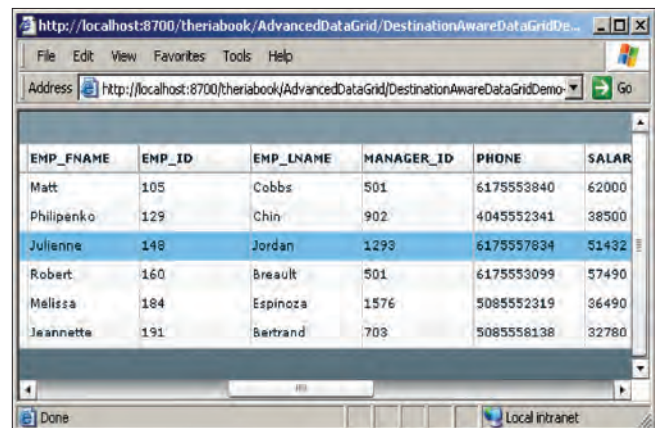 http://localhost:8700/theriabook/AdvancedDataGrid/DestinationAwareDataGridDe...
File Edit View Favorites Tools Help
Address http://localhost:8700/theriabook/AdvancedDataGrid/DestinationAwareDataGridDemo- Go
EMP_FNAME EMP_ID EMP_LNAME MANAGER_ID PHONE SALAR
Matt 105 Cobbs 501 6175553840 62000
Philipenko 129 Chin 902 4045552341 38500
Julienne 148 Jordan 1293 6175557834 51432
Robert 160 Breault 501 6175553099 57490
Melissa 184 Espinoza 1576 5085552319 36490
Jeannette 191 Bertrand 703 5085558138 32780
Done Local intranet